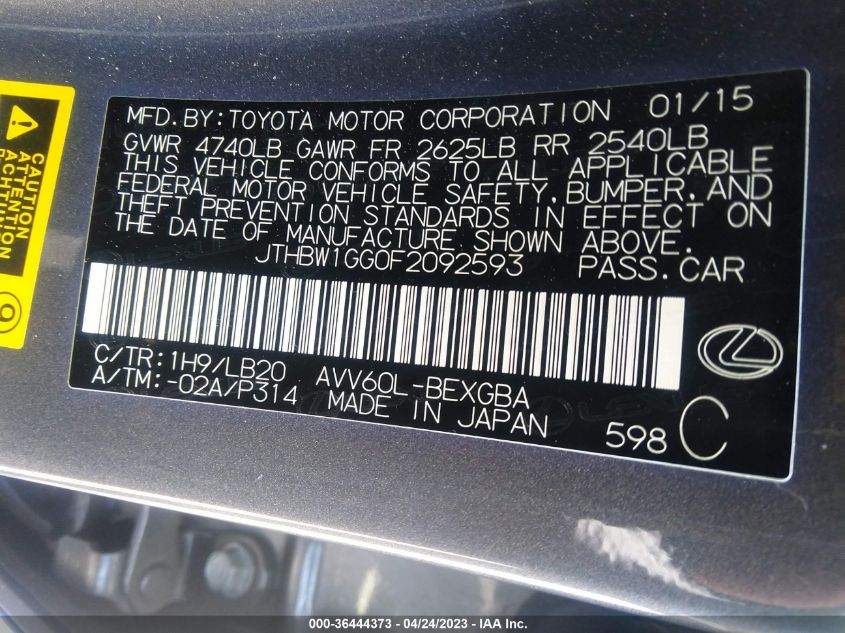 CAUTION
ATTENTION
ACHTUNG
MFD.BY:TOYOTA MOTOR CORPORATION 01/15
GVWR 4740LB GAWR FR 2625LB RR 2540LB
THIS VEHICLE CONFORMS TO ALL APPLICABLE
FEDERAL MOTOR VEHICLE SAFETY,BUMPER,AND
THEFT PREVENTION STANDARDS IN EFFECT ON
THE DATE OF MANUFACTURE SHOWN ABOVE.
JTHBW1GG0F2092593 PASS.CAR
C/TR:1H9/LB20 AVV60L-BEXGBA
A/TM:-02A/P314 MADE IN JAPAN
598 C
000-36444373 - 04/24/2023 - IAA Inc.